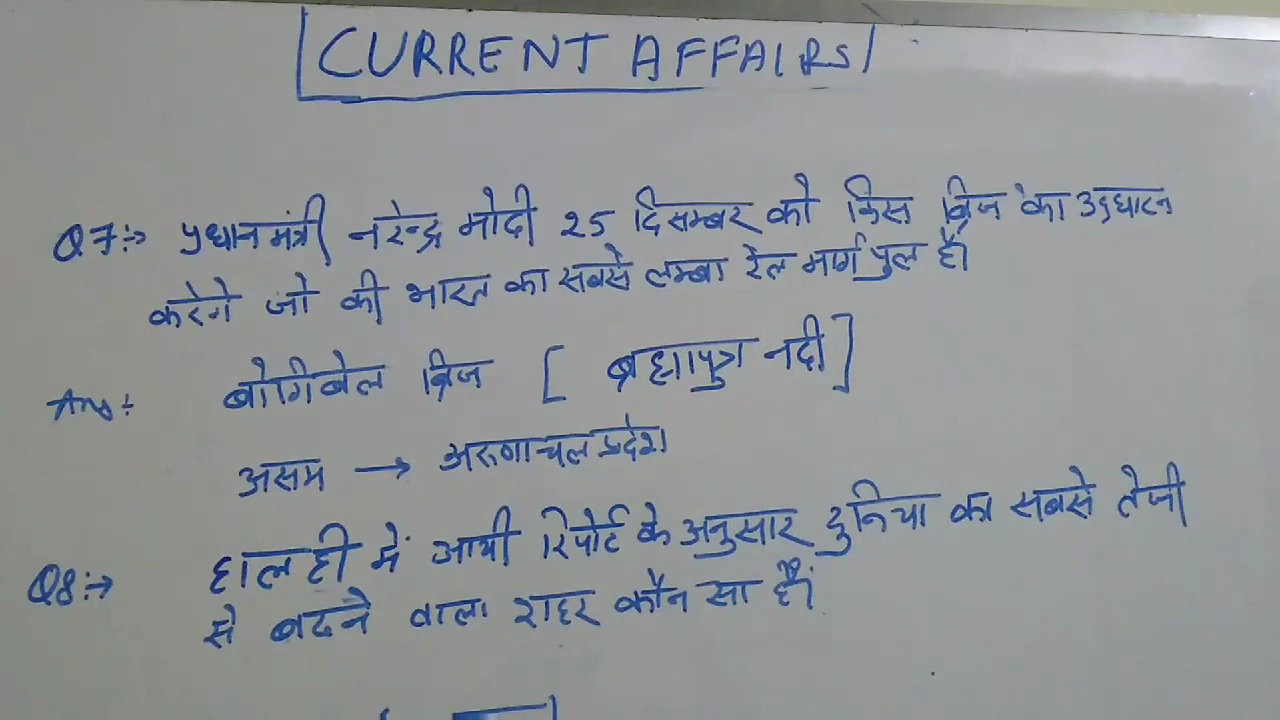 CURRENT AFFAIRS
Q7:→ प्रधानमंत्री नरेन्द्र मोदी 25 दिसम्बर को किस ब्रिज का उद्घाटन
करेगे जो की भारत का सबसे लम्बा रेल मार्ग पुल है।
Ans: बोगिबेल ब्रिज [ ब्रह्मपुत्र नदी ]
असम → अरुणाचल प्रदेश
Q8:→ हाल ही में आयी रिपोर्ट के अनुसार दुनिया का सबसे तेजी
से बढने वाला शहर कौन सा हैं।